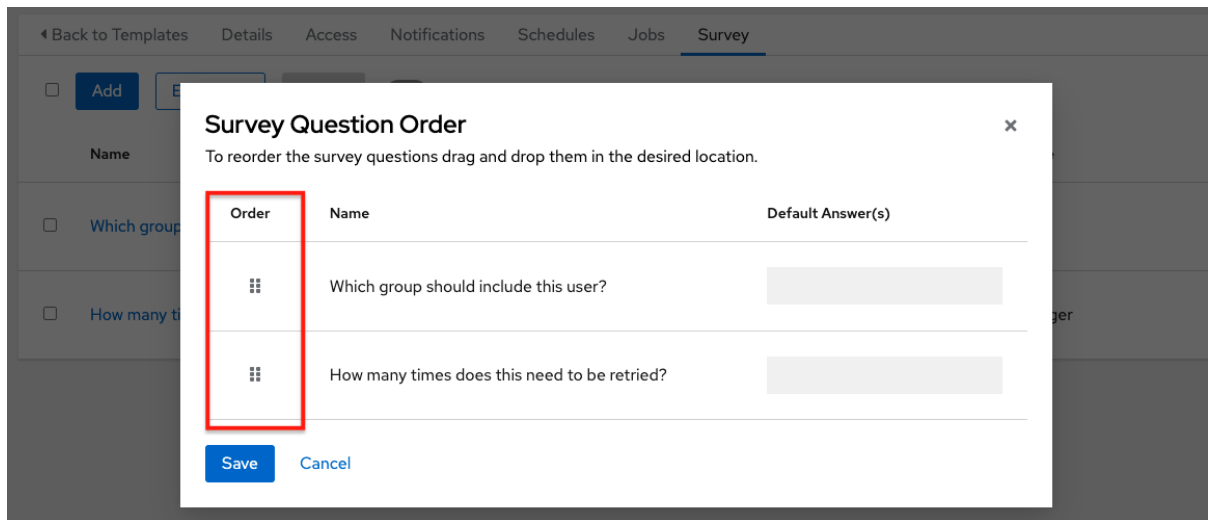 Back to Templates Details Access Notifications Schedules Jobs Survey
Add
Survey Question Order
To reorder the survey questions drag and drop them in the desired location.
Name
Order Name Default Answer(s)
Which group
Which group should include this user?
How many ti
How many times does this need to be retried?
Save Cancel